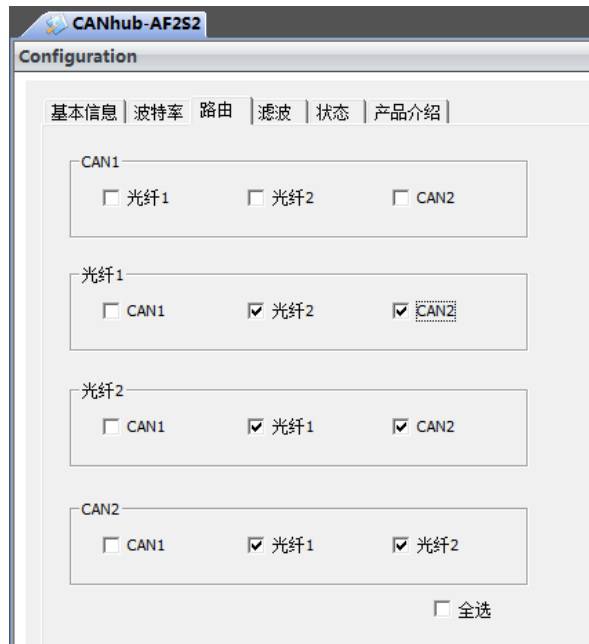 CANhub-AF2S2
Configuration
基本信息 波特率 路由 滤波 状态 产品介绍
CAN1
光纤1 光纤2 CAN2
光纤1
CAN1 光纤2 CAN2
光纤2
CAN1 光纤1 CAN2
CAN2
CAN1 光纤1 光纤2
全选